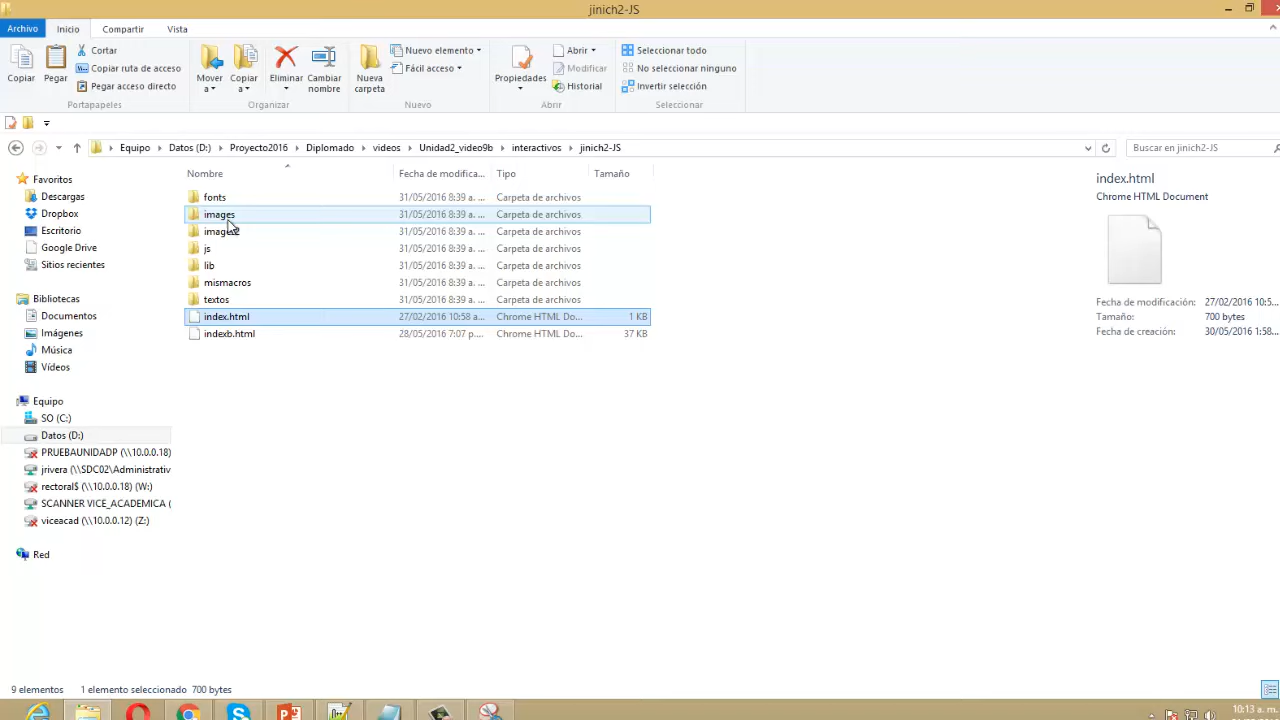 jinich2-JS
Archivo Inicio Compartir Vista
Copiar
Pegar
Cortar
Copiar ruta de acceso
Pegar acceso directo
Portapapeles
Mover a
Copiar a
Eliminar
Cambiar nombre
Organizar
Nueva carpeta
Nuevo elemento
Fácil acceso
Nuevo
Propiedades
Abrir
Modificar
Historial
Abrir
Seleccionar todo
No seleccionar ninguno
Invertir selección
Seleccionar
Equipo Datos (D:) Proyecto2016 Diplomado videos Unidad2_video9b interactivos jinich2-JS
Buscar en jinich2-JS
Nombre Fecha de modifica... Tipo Tamaño
fonts 31/05/2016 8:39 a. ... Carpeta de archivos
images 31/05/2016 8:39 a. ... Carpeta de archivos
31/05/2016 8:39 a. ... Carpeta de archivos
js 31/05/2016 8:39 a. ... Carpeta de archivos
lib 31/05/2016 8:39 a. ... Carpeta de archivos
mismacros 31/05/2016 8:39 a. ... Carpeta de archivos
textos 31/05/2016 8:39 a. ... Carpeta de archivos
index.html 27/02/2016 10:58 a... Chrome HTML Do... 1 KB
indexb.html 28/05/2016 7:07 p.... Chrome HTML Do... 37 KB
Favoritos
Descargas
Dropbox
Escritorio
Google Drive
Sitios recientes
Bibliotecas
Documentos
Imágenes
Música
Vídeos
Equipo
SO (C:)
Datos (D:)
PRUEBAUNIDADP (\\10.0.0.18)
jrivera (\\SDC02\Administrativ
rectoral$ (\\10.0.0.18) (W:)
SCANNER VICE_ACADEMICA (
viceacad (\\10.0.0.12) (Z:)
Red
index.html
Chrome HTML Document
Fecha de modificación: 27/02/2016 10:5...
Tamaño: 700 bytes
Fecha de creación: 30/05/2016 1:58...
9 elementos 1 elemento seleccionado 700 bytes
10:13 a. m.